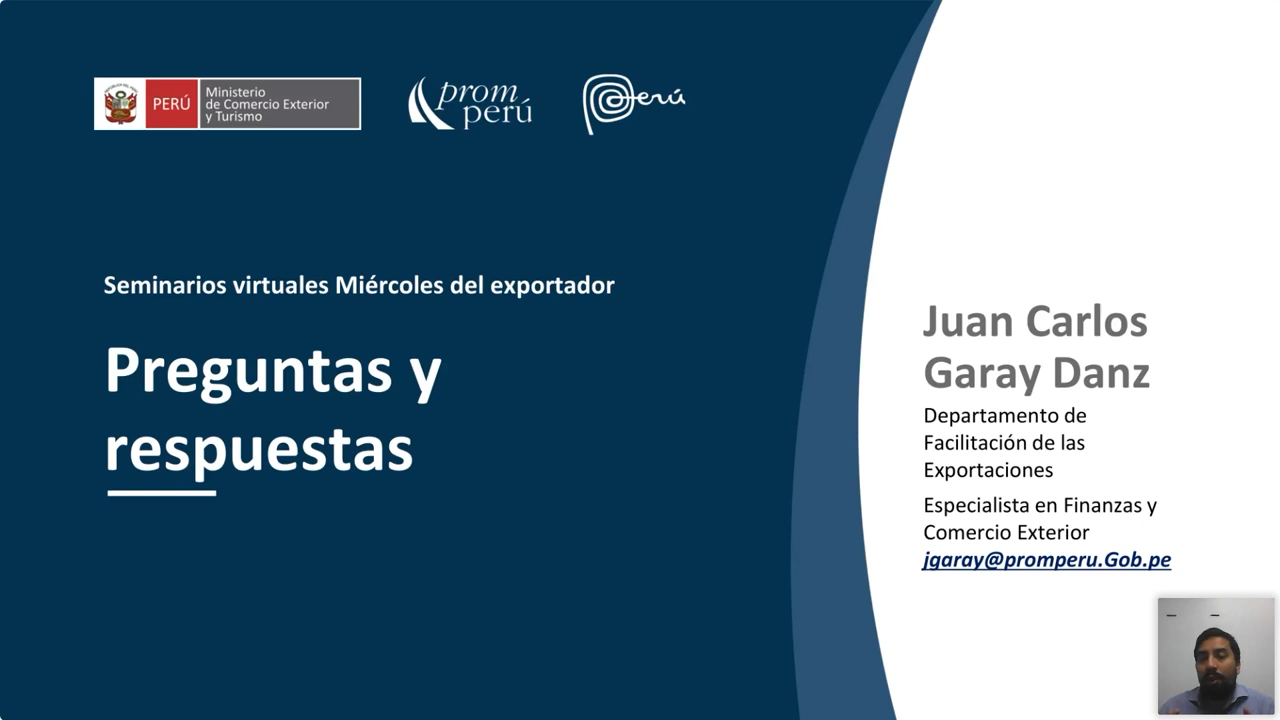 PERÚ
Ministerio
de Comercio Exterior
y Turismo
prom
perú
Perú
Seminarios virtuales Miércoles del exportador
Preguntas y
respuestas
Juan Carlos
Garay Danz
Departamento de
Facilitación de las
Exportaciones
Especialista en Finanzas y
Comercio Exterior
jgaray@promperu.Gob.pe